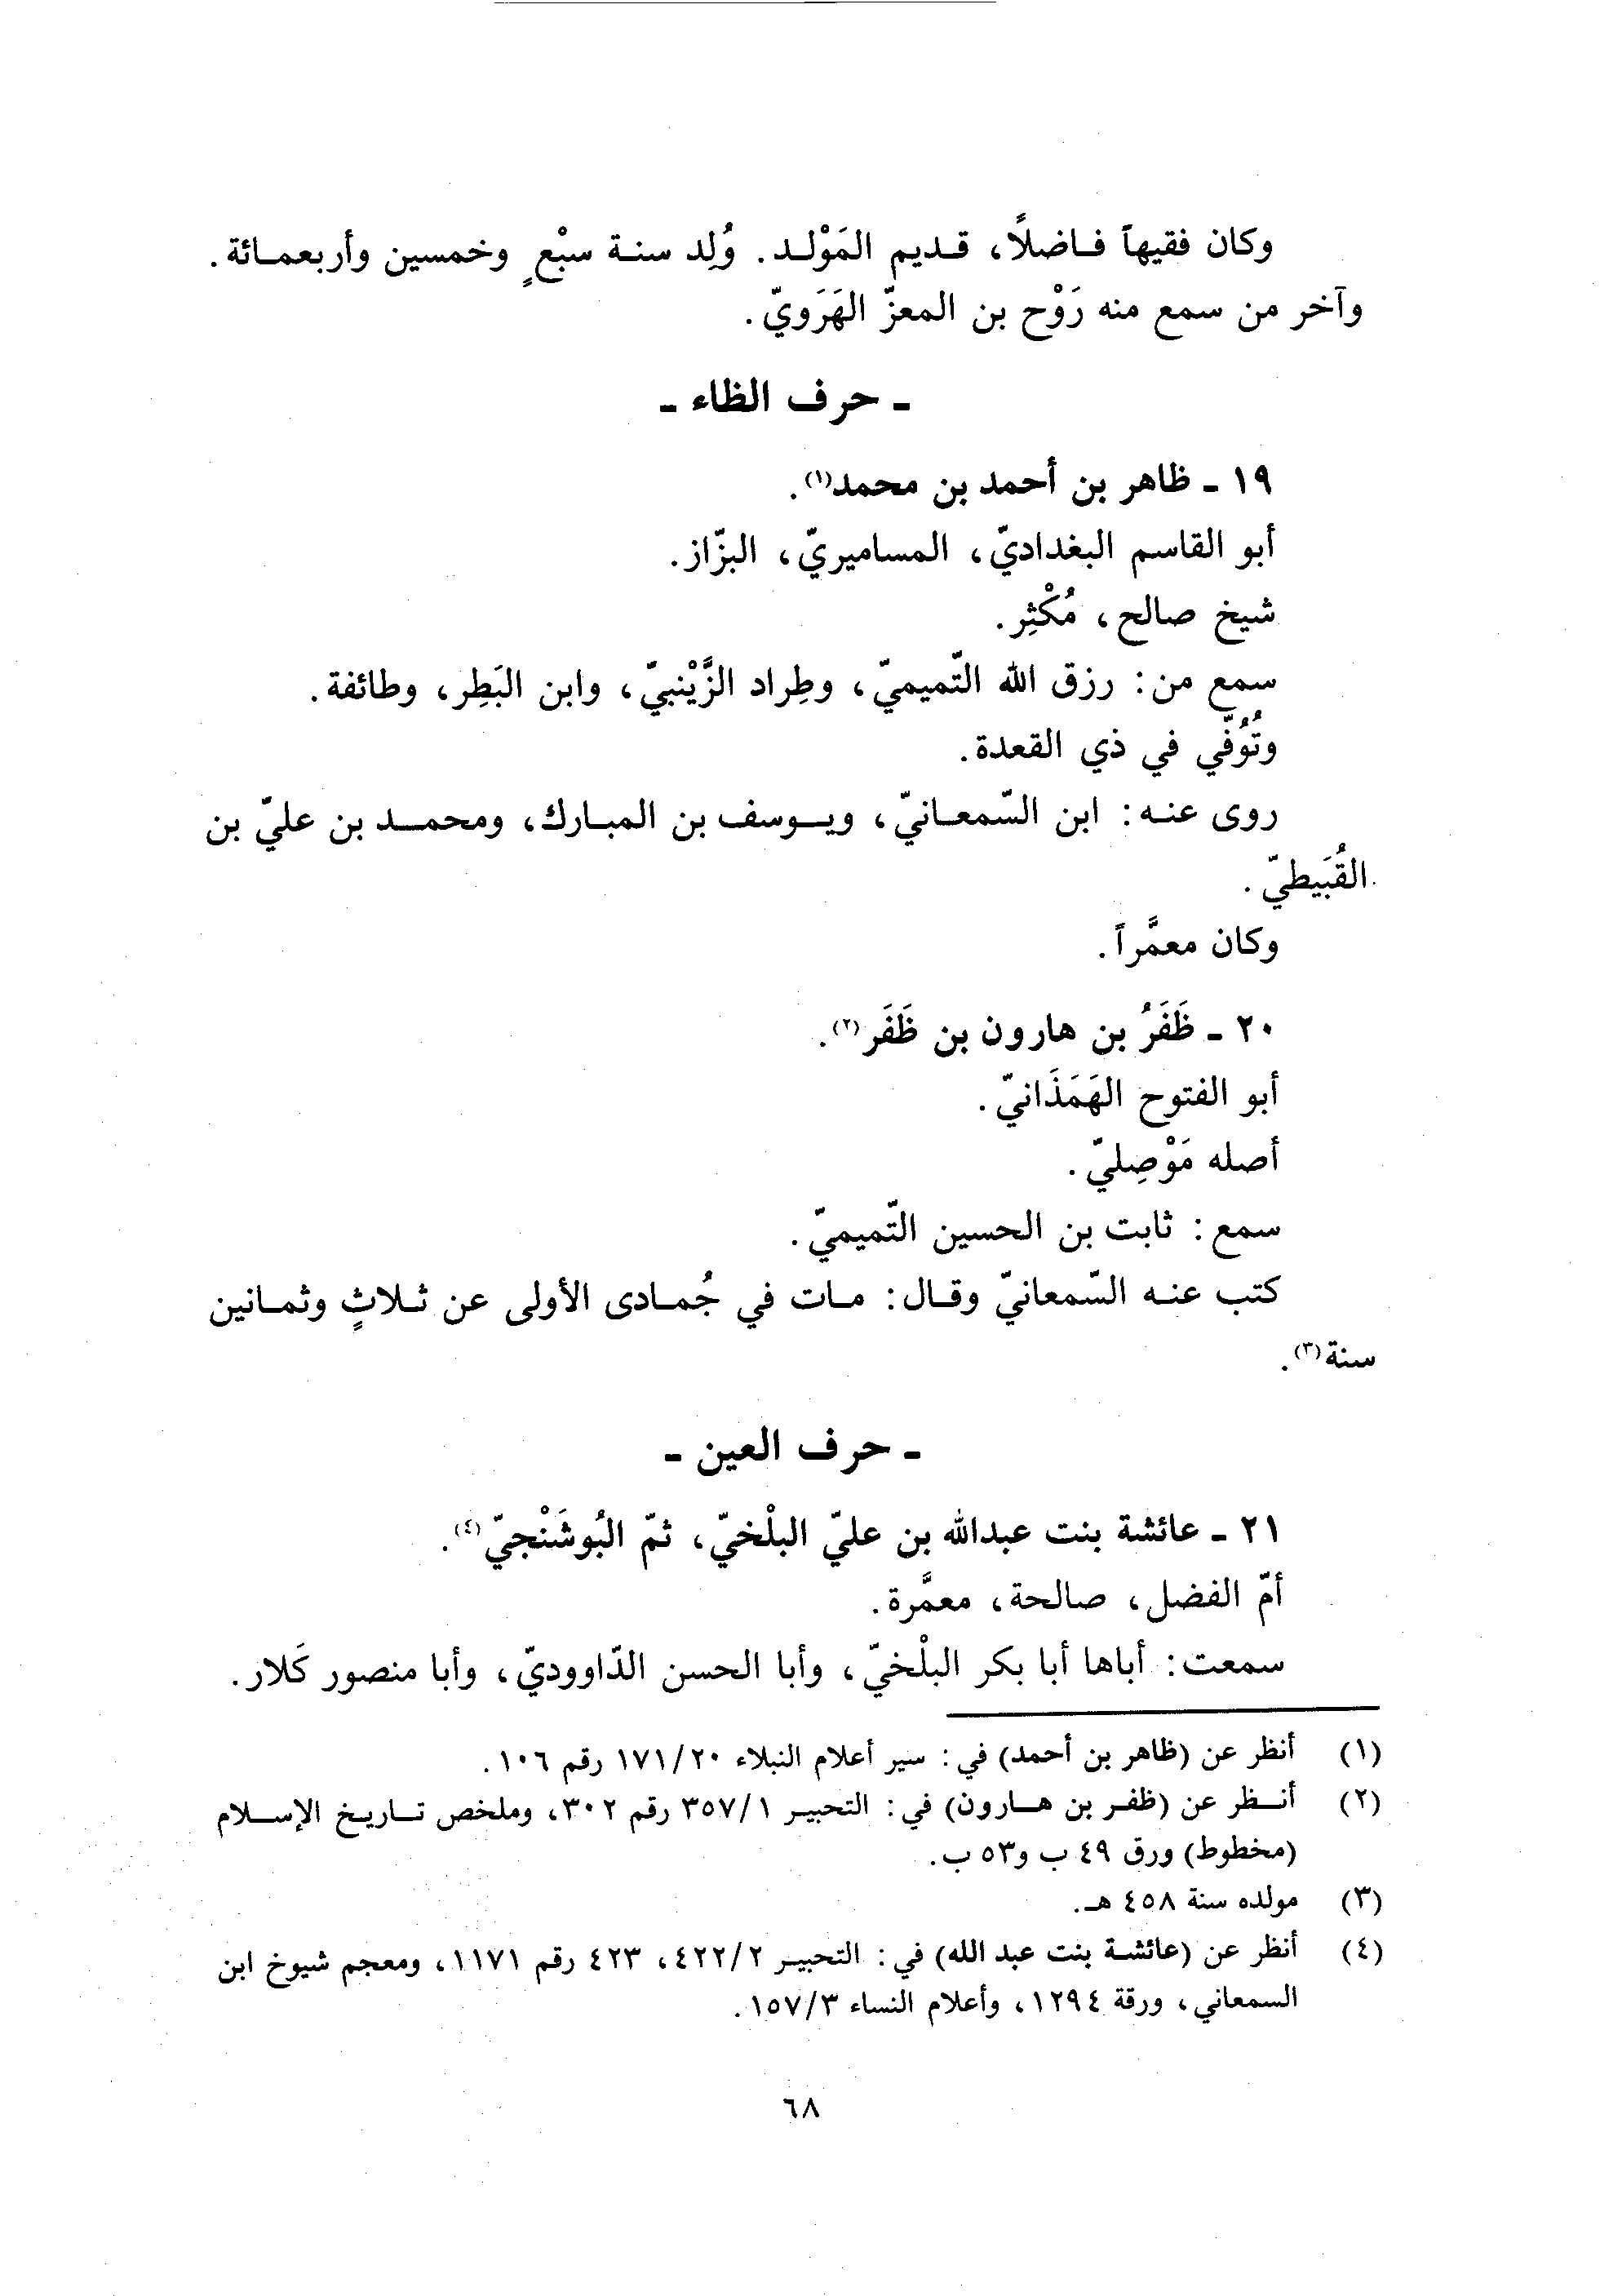 وكان فقيهاً فاضلًا، قديم المَوْلد. وُلِد سنة سبْعٍ وخمسين وأربعمائة.
وآخر من سمع منه رَوْح بن المعزّ الهَرَويّ.
ـ حرف الظاء ـ
١٩ ـ ظاهر بن أحمد بن محمد(١).
أبو القاسم البغداديّ، المساميريّ، البزّاز.
شيخ صالح، مُكْثِر.
سمع من: رزق الله التّميميّ، وطِراد الزَّيْنبيّ، وابن البَطِر، وطائفة.
وتُوُفّي في ذي القعدة.
روى عنه: ابن السّمعانيّ، ويوسف بن المبارك، ومحمد بن عليّ بن
القُبَيطيّ.
وكان معمَّراً.
٢٠ ـ ظَفَرُ بن هارون بن ظَفَر(٢).
أبو الفتوح الهَمَذَانيّ.
أصله مَوْصِليّ.
سمع: ثابت بن الحسين التّميميّ.
كتب عنه السّمعانيّ وقال: مات في جُمادى الأولى عن ثلاثٍ وثمانين
سنة(٣).
ـ حرف العين ـ
٢١ ـ عائشة بنت عبدالله بن عليّ البلْخيّ، ثمّ البُوشَنْجيّ(٤).
أمّ الفضل، صالحة، معمَّرة.
سمعت: أباها أبا بكر البلْخيّ، وأبا الحسن الدّاووديّ، وأبا منصور كَلار.
(١) أنظر عن (ظاهر بن أحمد) في: سير أعلام النبلاء ١٧١/٢٠ رقم ١٠٦.
(٢) أنظر عن (ظفر بن هارون) في: التحبير ٣٥٧/١ رقم ٣٠٢، وملخص تاريخ الإسلام
(مخطوط) ورق ٤٩ ب و٥٣ ب.
(٣) مولده سنة ٤٥٨ هـ.
(٤) أنظر عن (عائشة بنت عبد الله) في: التحبير ٤٢٢/٢، ٤٢٣ رقم ١١٧١، ومعجم شيوخ ابن
السمعاني، ورقة ١٢٩٤، وأعلام النساء ١٥٧/٣.
٦٨